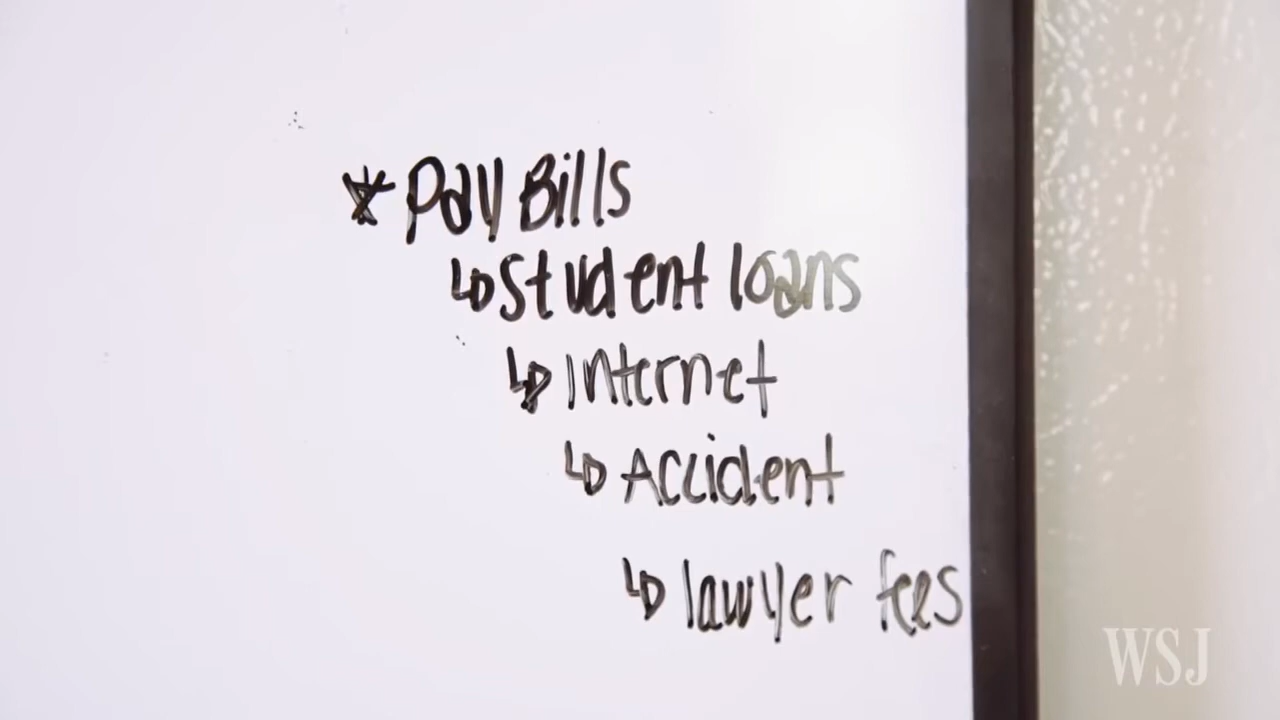 * Pay Bills
↳ student loans
↳ Internet
↳ Accident
↳ lawyer fees
WSJ